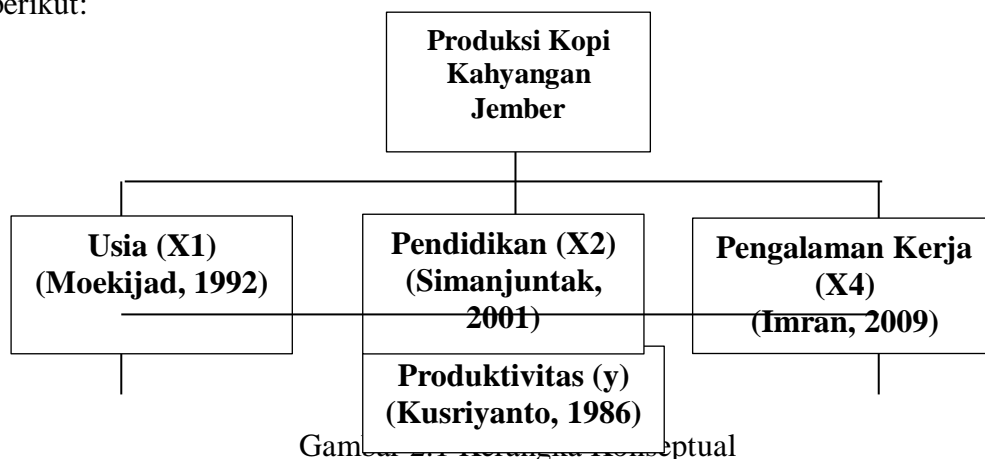 berikut:
Produksi Kopi
Kahyangan
Jember
Usia (X1)
(Moekijad, 1992)
Pendidikan (X2)
(Simanjuntak,
2001)
Pengalaman Kerja
(X4)
(Imran, 2009)
Produktivitas (y)
(Kusriyanto, 1986)
Gambar 2.1 Kerangka Konseptual